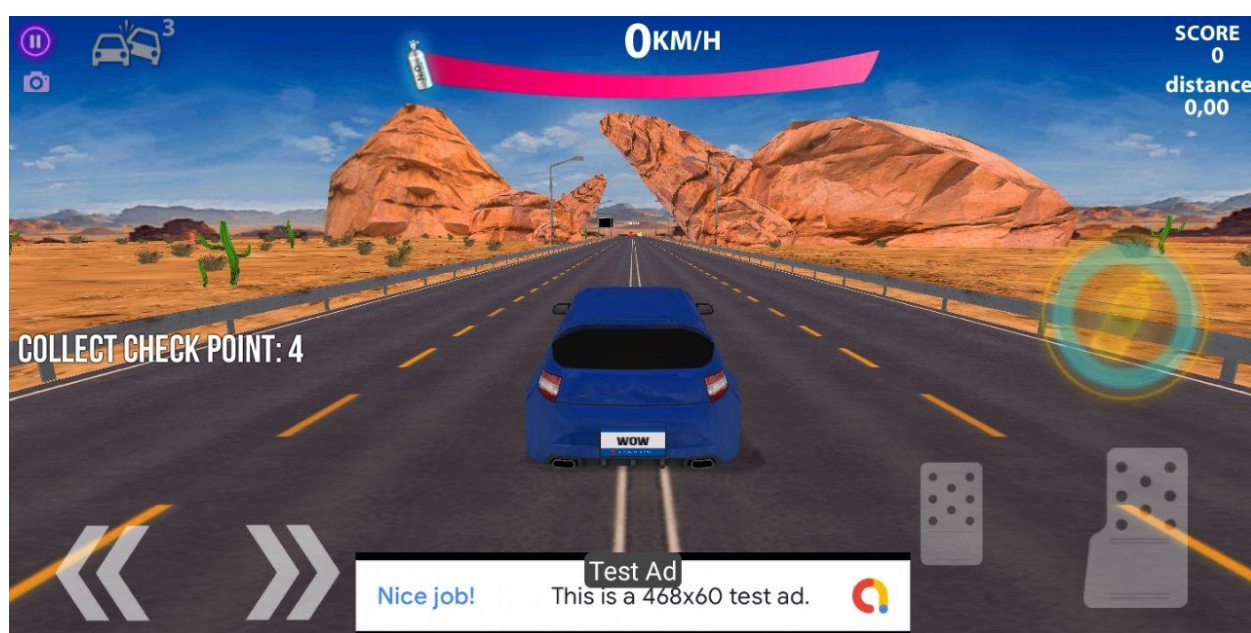 3
0KM/H
SCORE
0
distance
0,00
COLLECT CHECK POINT: 4
WOW
Test Ad
Nice job!
This is a 468x60 test ad.